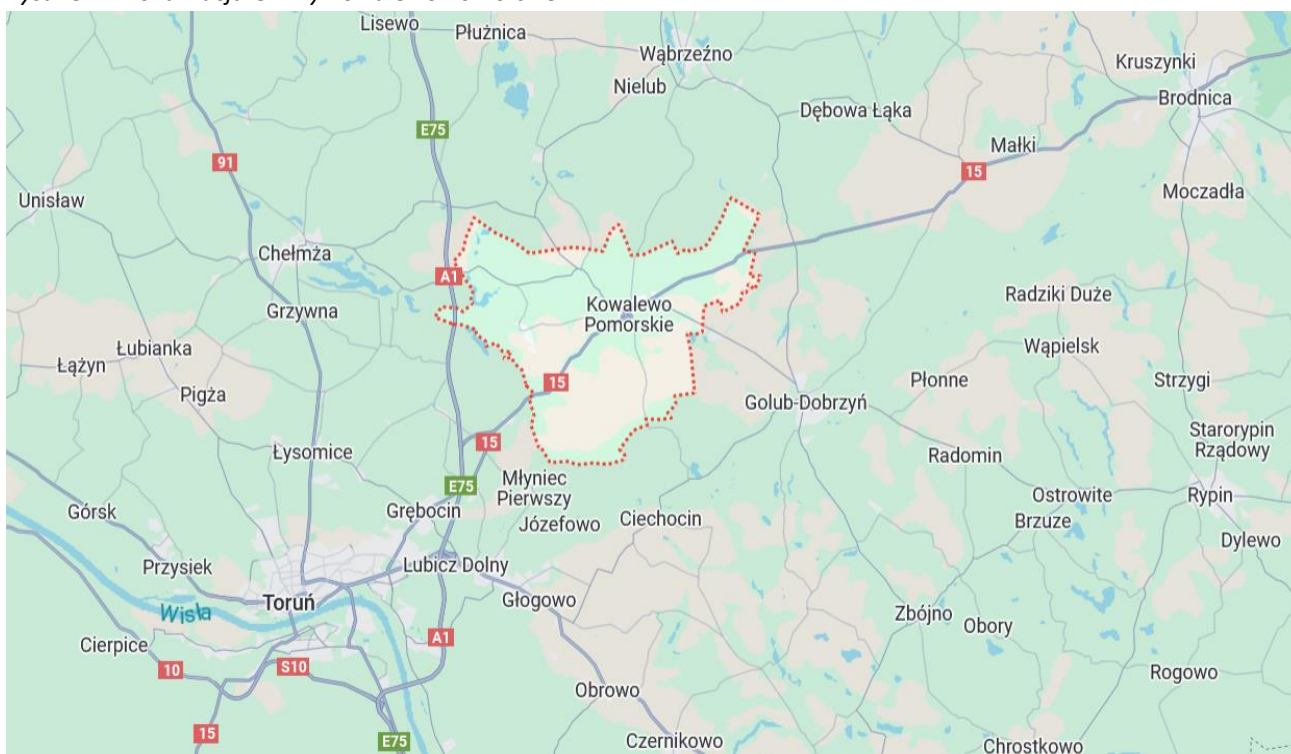 Lisewo
Płużnica
Wąbrzeźno
Kruszynki
Nielub
Brodnica
Dębowa Łąka
E75
Małki
91
15
Unisław
Moczadła
Chełmża
A1
Radziki Duże
Grzywna
Kowalewo
Pomorskie
Łubianka
Wąpielsk
Łążyn
15
Płonne
Strzygi
Pigża
Golub-Dobrzyń
Starorypin
Rządowy
15
Łysomice
Radomin
Młyniec
Pierwszy
E75
Ostrowite
Rypin
Górsk
Grębocin
Józefowo
Ciechocin
Brzuze
Dylewo
Przysiek
Lubicz Dolny
Toruń
Głogowo
Wisła
Zbójno
Obory
Cierpice
A1
10
S10
Rogowo
Obrowo
15
E75
Czernikowo
Chrostkowo